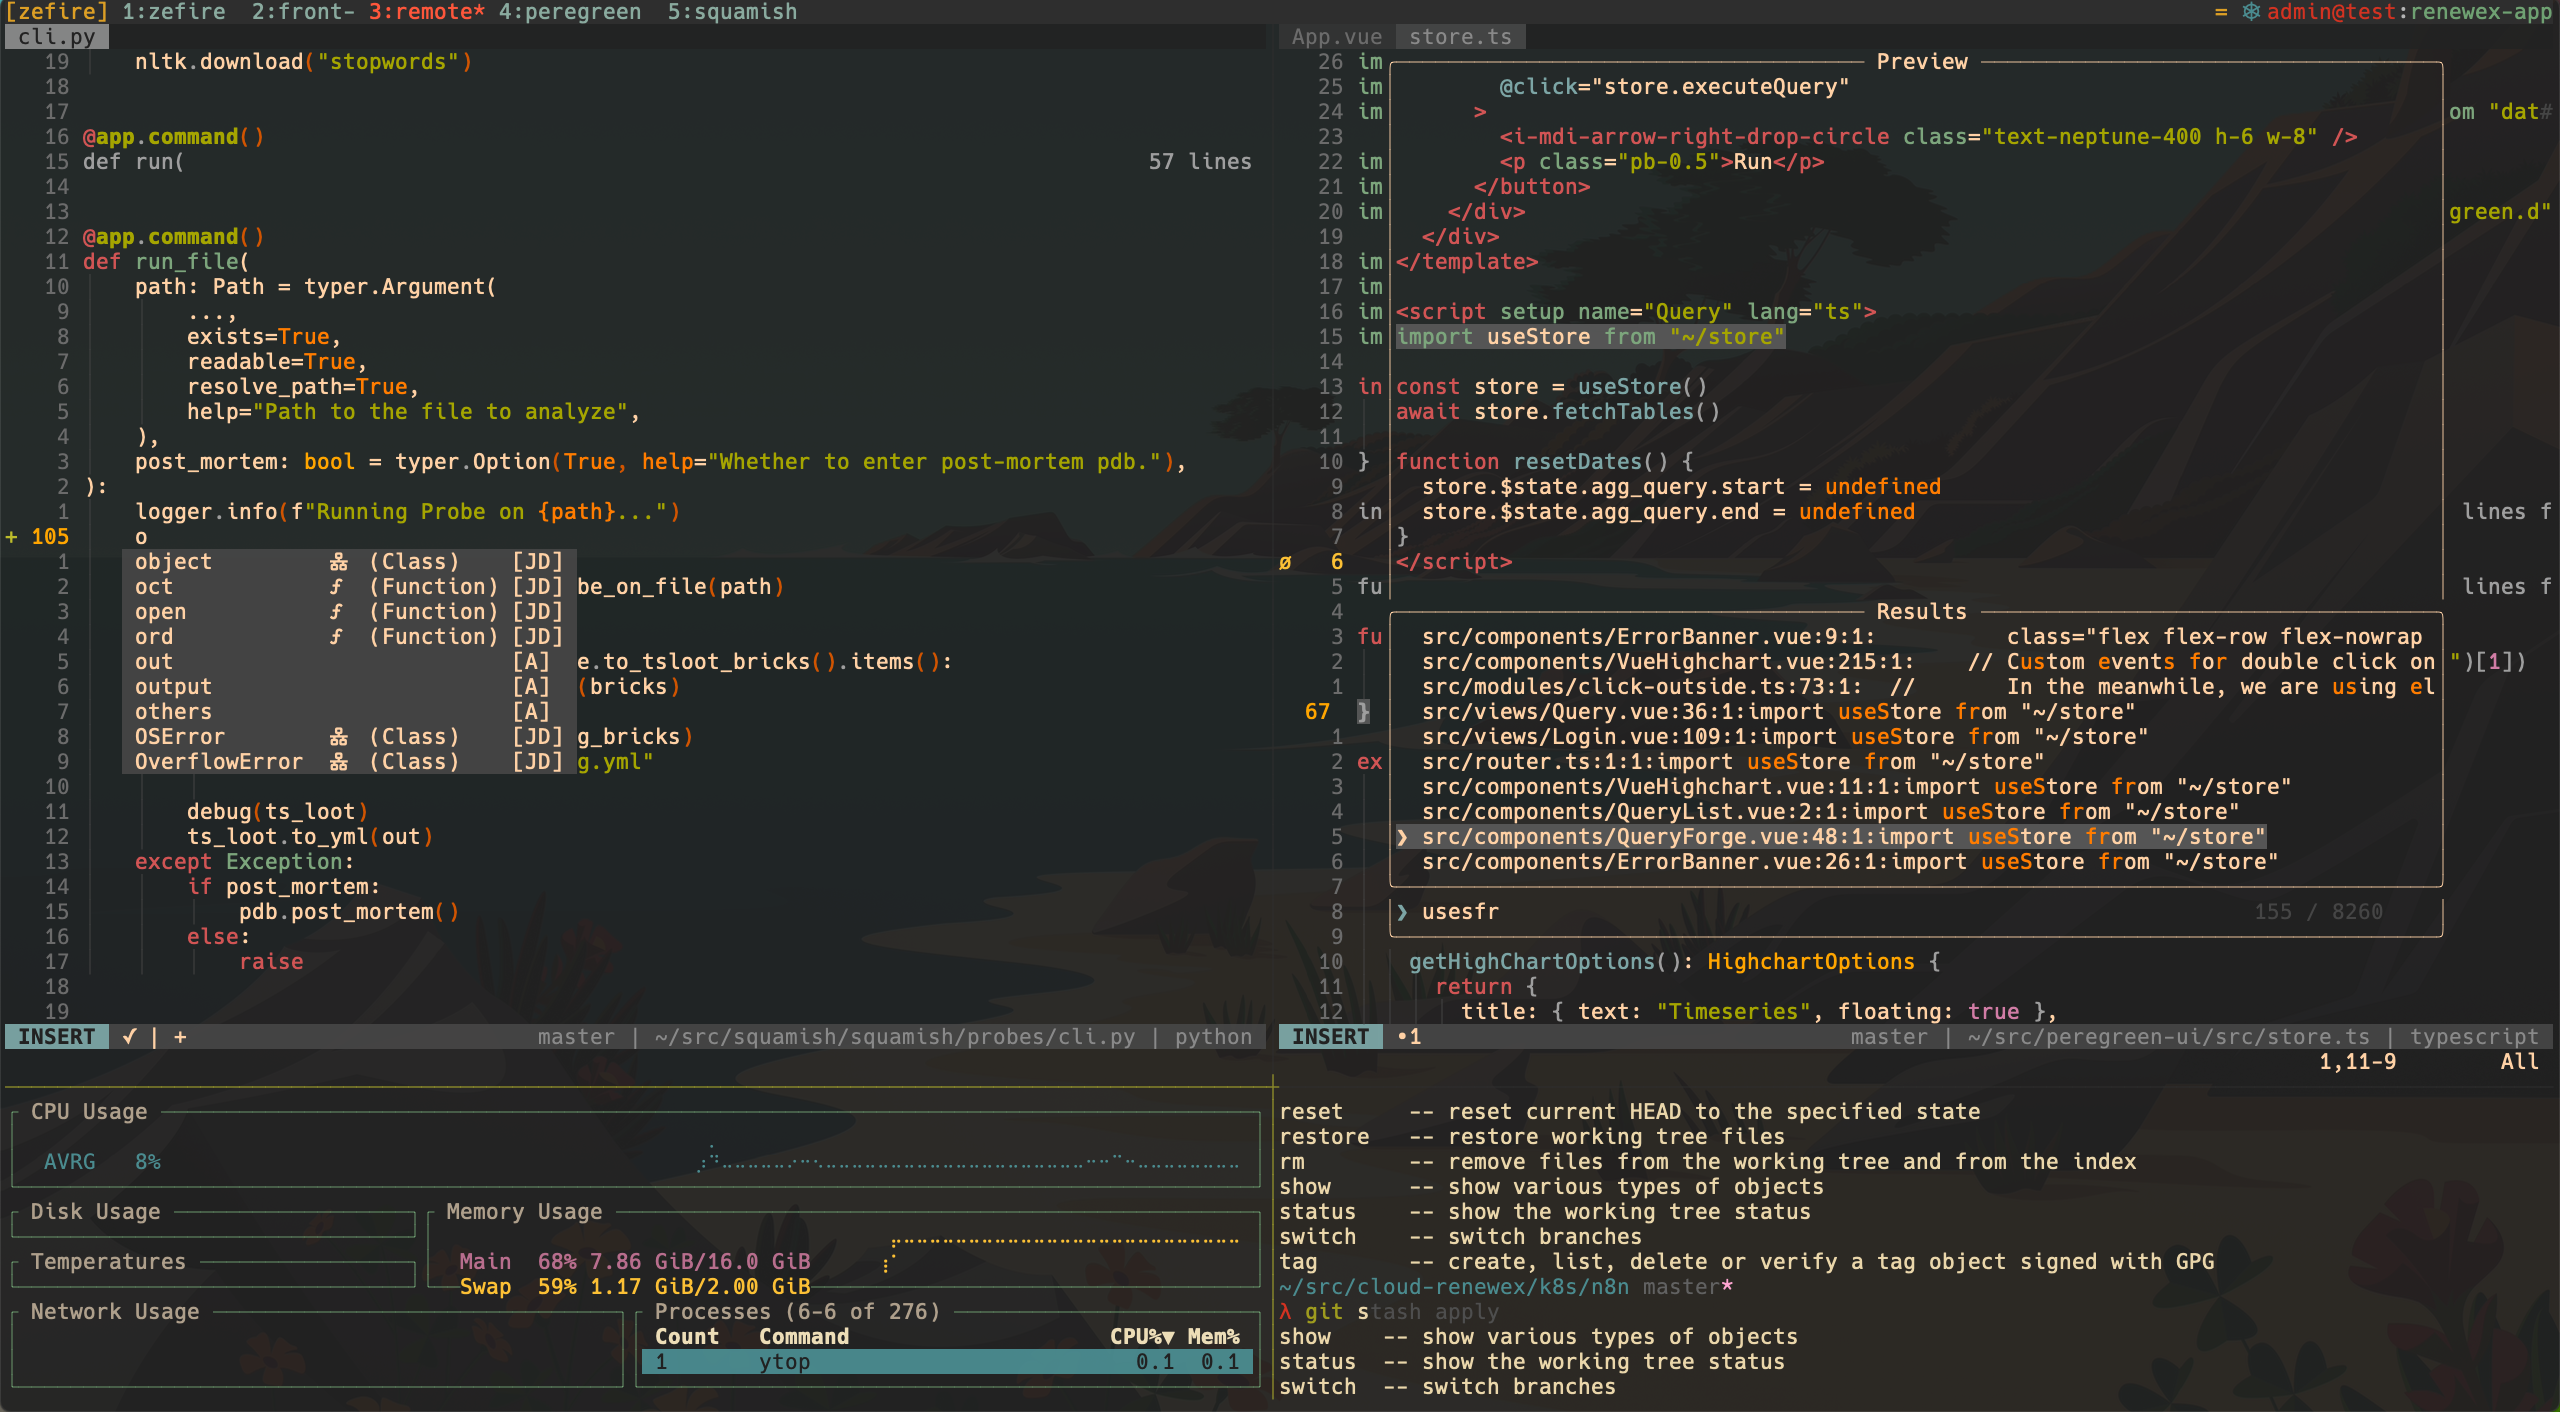 [zefire] 1:zefire  2:front- 3:remote* 4:peregreen  5:squamish
= ❄ admin@test:renewex-app
cli.py
19     nltk.download("stopwords")
18
17
16 @app.command()
15 def run(                                                                          57 lines
14
13
12 @app.command()
11 def run_file(
10     path: Path = typer.Argument(
9         ...,
8         exists=True,
7         readable=True,
6         resolve_path=True,
5         help="Path to the file to analyze",
4     ),
3     post_mortem: bool = typer.Option(True, help="Whether to enter post-mortem pdb."),
2 ):
1     logger.info(f"Running Probe on {path}...")
+ 105     o
1     object         (Class)    [JD]
2     oct          ƒ  (Function) [JD] be_on_file(path)
3     open         ƒ  (Function) [JD]
4     ord          ƒ  (Function) [JD]
5     out                        [A]  e.to_tsloot_bricks().items():
6     output                     [A]  (bricks)
7     others                     [A]
8     OSError         (Class)    [JD] g_bricks)
9     OverflowError   (Class)    [JD] g.yml"
10
11         debug(ts_loot)
12         ts_loot.to_yml(out)
13     except Exception:
14         if post_mortem:
15             pdb.post_mortem()
16         else:
17             raise
18
19
INSERT ✓ | +          master | ~/src/squamish/squamish/probes/cli.py | python
App.vue  store.ts
26 im Preview
25 im         @click="store.executeQuery"
24 im       >                                                                om "dat#
23         <i-mdi-arrow-right-drop-circle class="text-neptune-400 h-6 w-8" />
22 im         <p class="pb-0.5">Run</p>
21 im       </button>
20 im     </div>                                                              green.d"
19   </div>
18 im </template>
17 im
16 im <script setup name="Query" lang="ts">
15 im import useStore from "~/store"
14
13 in const store = useStore()
12 await store.fetchTables()
11
10 } function resetDates() {
9   store.$state.agg_query.start = undefined
8 in   store.$state.agg_query.end = undefined                                 lines f
7 }
ø 6 </script>
5 fu                                                                        lines f
4 Results
3 fu   src/components/ErrorBanner.vue:9:1:          class="flex flex-row flex-nowrap
2   src/components/VueHighchart.vue:215:1:    // Custom events for double click on ")[1])
1   src/modules/click-outside.ts:73:1:  //       In the meanwhile, we are using el
67 }   src/views/Query.vue:36:1:import useStore from "~/store"
1   src/views/Login.vue:109:1:import useStore from "~/store"
2 ex   src/router.ts:1:1:import useStore from "~/store"
3   src/components/VueHighchart.vue:11:1:import useStore from "~/store"
4   src/components/QueryList.vue:2:1:import useStore from "~/store"
5 ❯ src/components/QueryForge.vue:48:1:import useStore from "~/store"
6   src/components/ErrorBanner.vue:26:1:import useStore from "~/store"
7
8 ❯ usesfr                                                          155 / 8260
9
10   getHighChartOptions(): HighchartOptions {
11     return {
12       title: { text: "Timeseries", floating: true },
INSERT •1          master | ~/src/peregreen-ui/src/store.ts | typescript
1,11-9        All
CPU Usage
AVRG   8%
Disk Usage
Memory Usage
Temperatures
Main  68% 7.86 GiB/16.0 GiB
Swap  59% 1.17 GiB/2.00 GiB
Network Usage
Processes (6-6 of 276)
Count   Command                    CPU%▼ Mem%
1       ytop                         0.1  0.1
reset     -- reset current HEAD to the specified state
restore   -- restore working tree files
rm        -- remove files from the working tree and from the index
show      -- show various types of objects
status    -- show the working tree status
switch    -- switch branches
tag       -- create, list, delete or verify a tag object signed with GPG
~/src/cloud-renewex/k8s/n8n master*
λ git stash apply
show    -- show various types of objects
status  -- show the working tree status
switch  -- switch branches